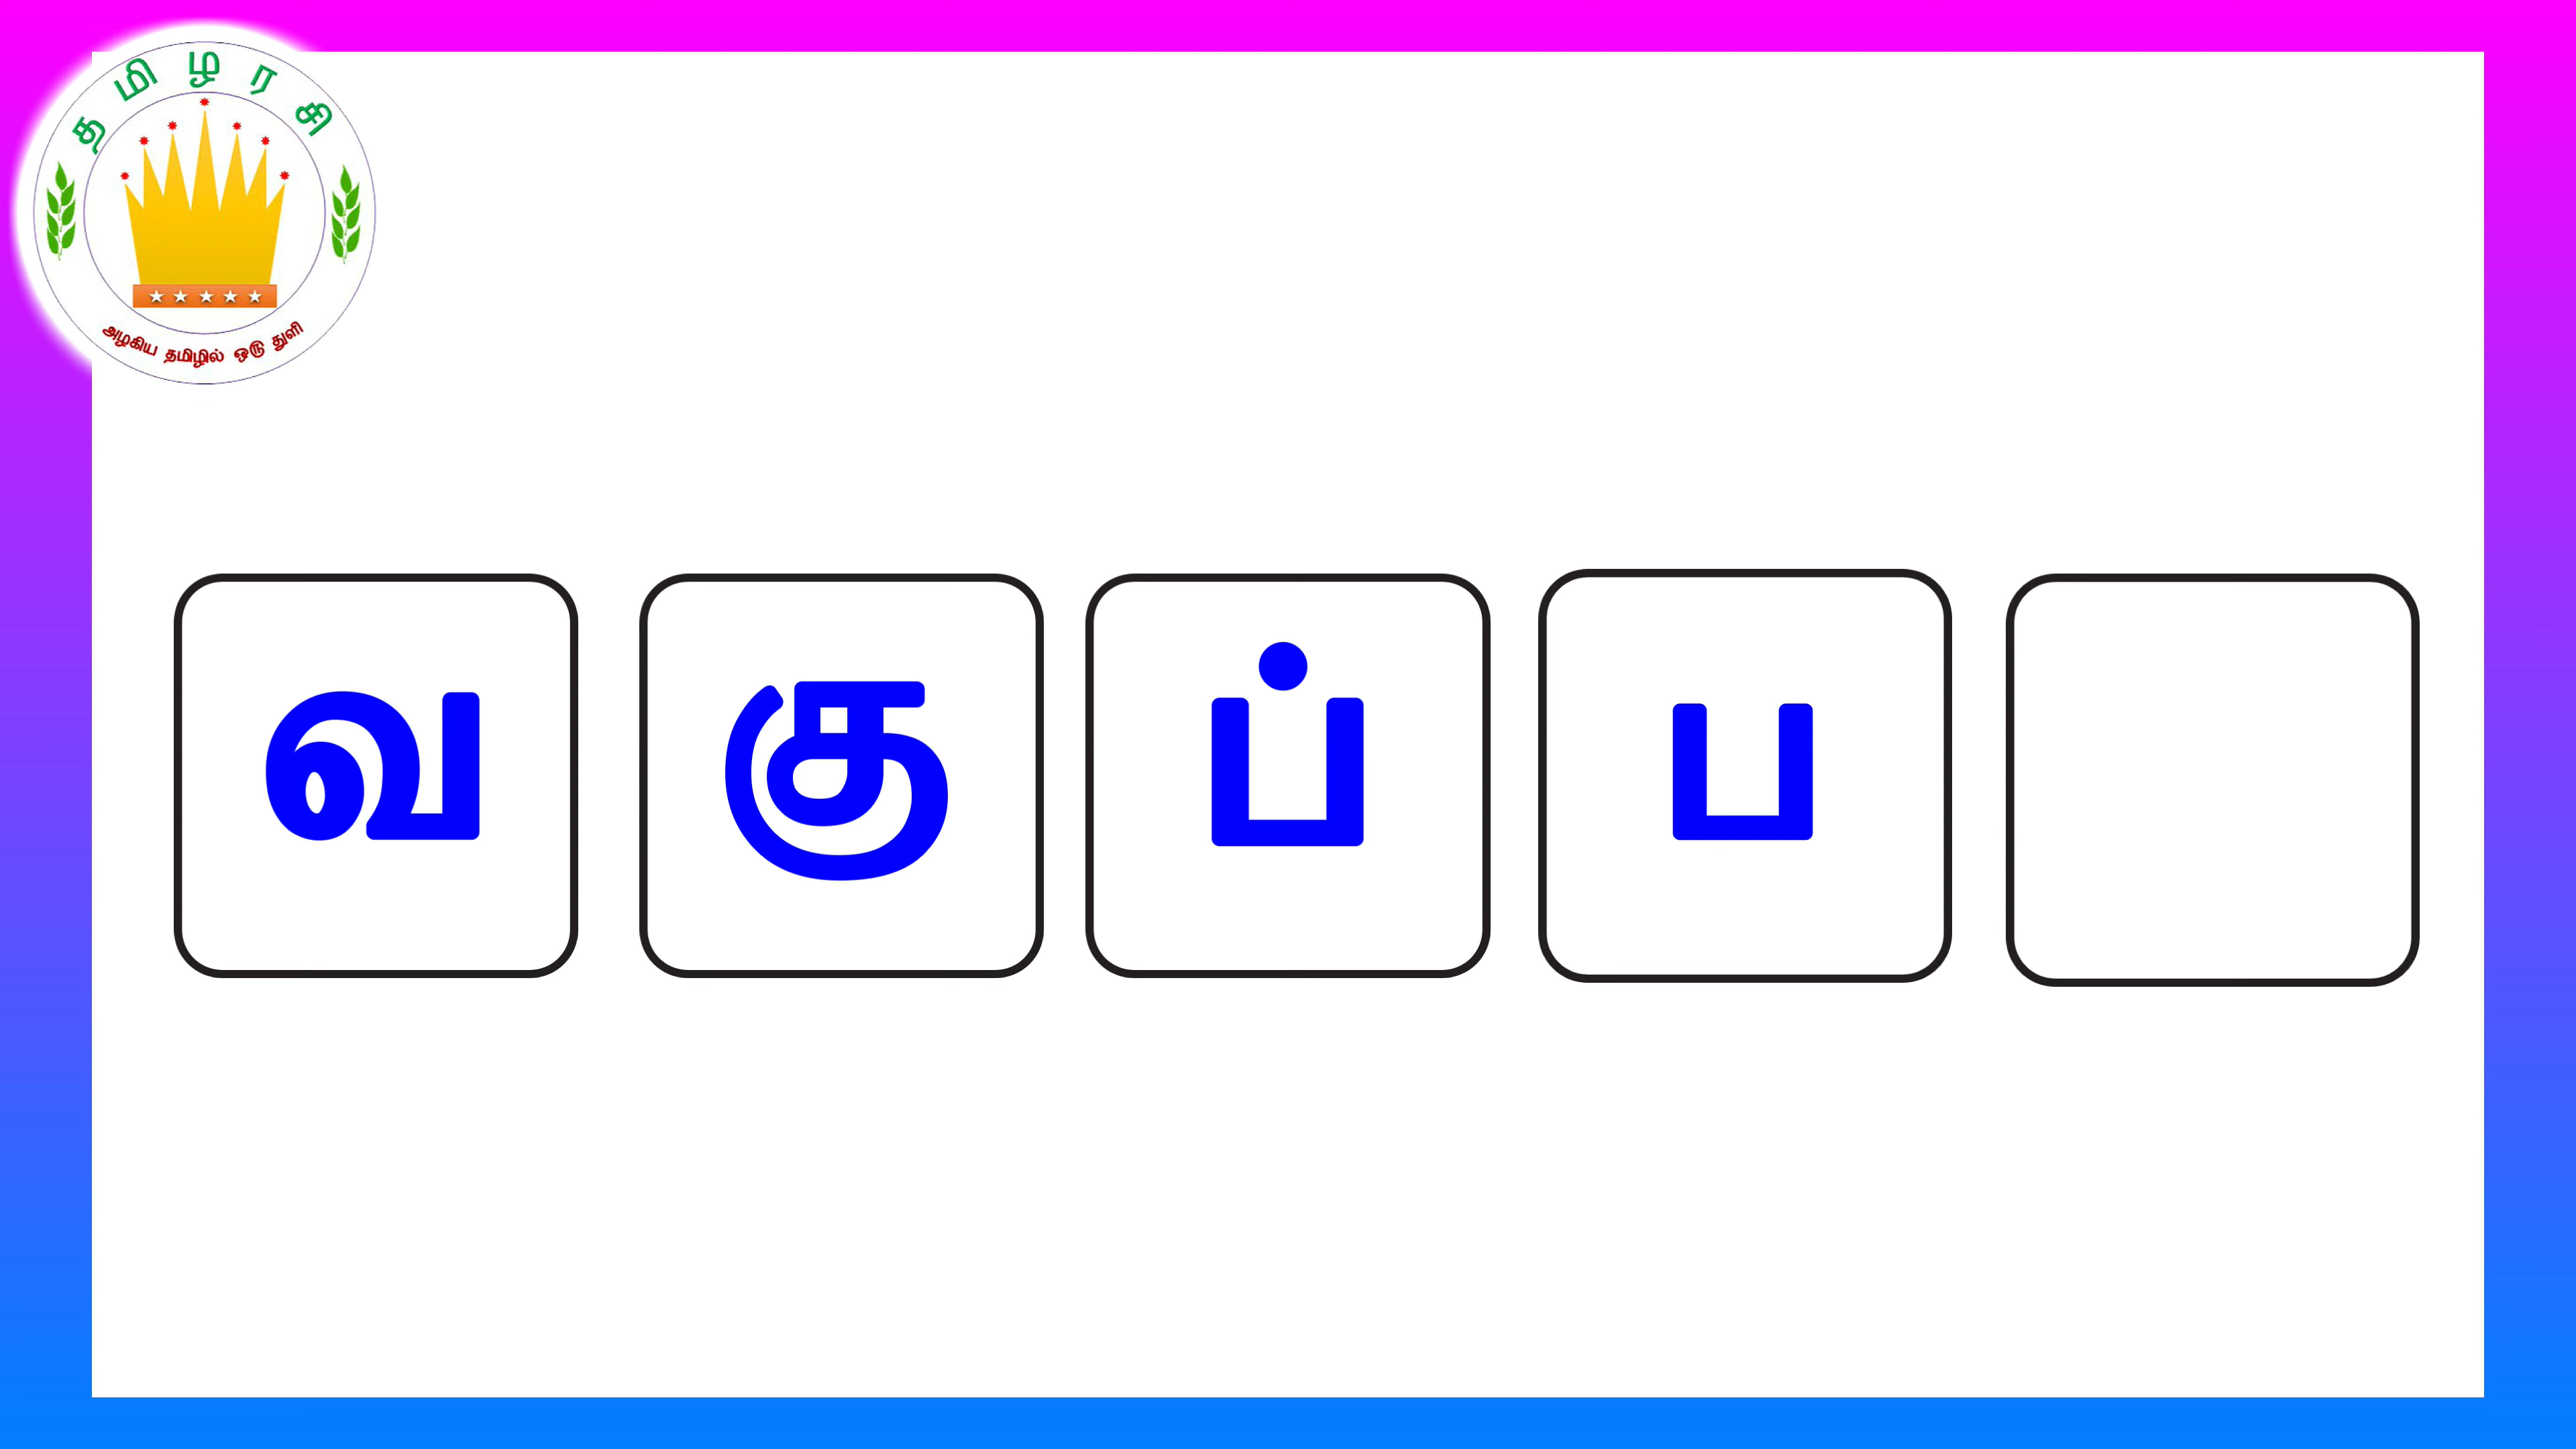 தமிழரசி
அழகிய தமிழில் ஒரு துளி
வ கு ப் ப